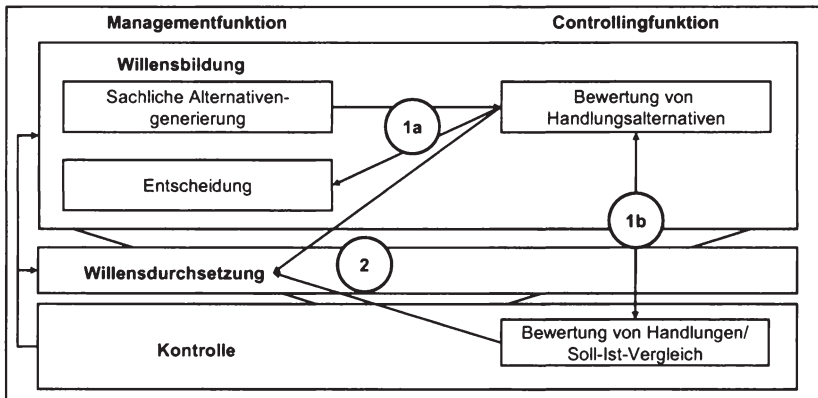 Managementfunktion
Controllingfunktion
Willensbildung
Sachliche Alternativen-
generierung
1a
Bewertung von
Handlungsalternativen
Entscheidung
1b
Willensdurchsetzung
2
Kontrolle
Bewertung von Handlungen/
Soll-Ist-Vergleich